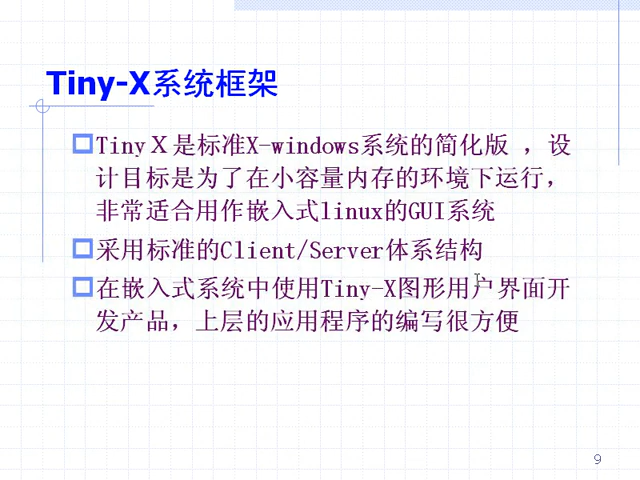 Tiny-X系统框架
TinyＸ是标准X-windows系统的简化版 ，设
计目标是为了在小容量内存的环境下运行，
非常适合用作嵌入式linux的GUI系统
采用标准的Client/Server体系结构
在嵌入式系统中使用Tiny-X图形用户界面开
发产品，上层的应用程序的编写很方便
9